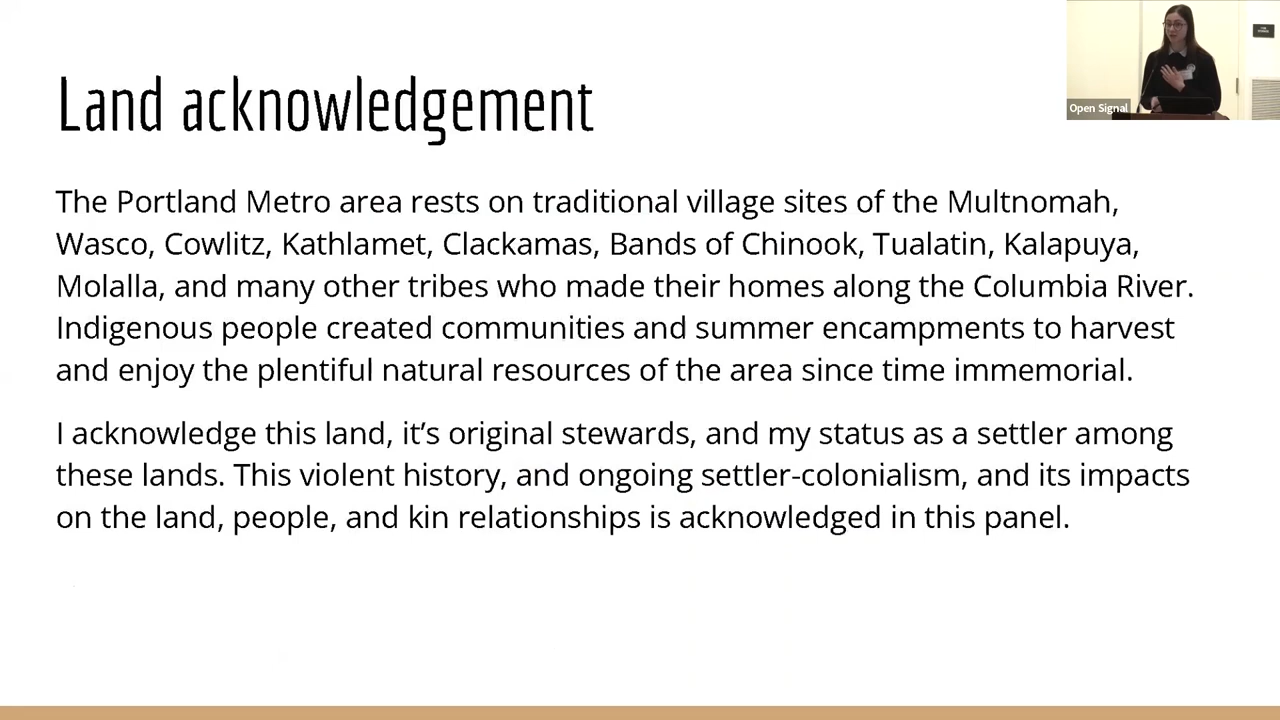 Land acknowledgement
Open Signal
The Portland Metro area rests on traditional village sites of the Multnomah,
Wasco, Cowlitz, Kathlamet, Clackamas, Bands of Chinook, Tualatin, Kalapuya,
Molalla, and many other tribes who made their homes along the Columbia River.
Indigenous people created communities and summer encampments to harvest
and enjoy the plentiful natural resources of the area since time immemorial.
I acknowledge this land, it’s original stewards, and my status as a settler among
these lands. This violent history, and ongoing settler-colonialism, and its impacts
on the land, people, and kin relationships is acknowledged in this panel.